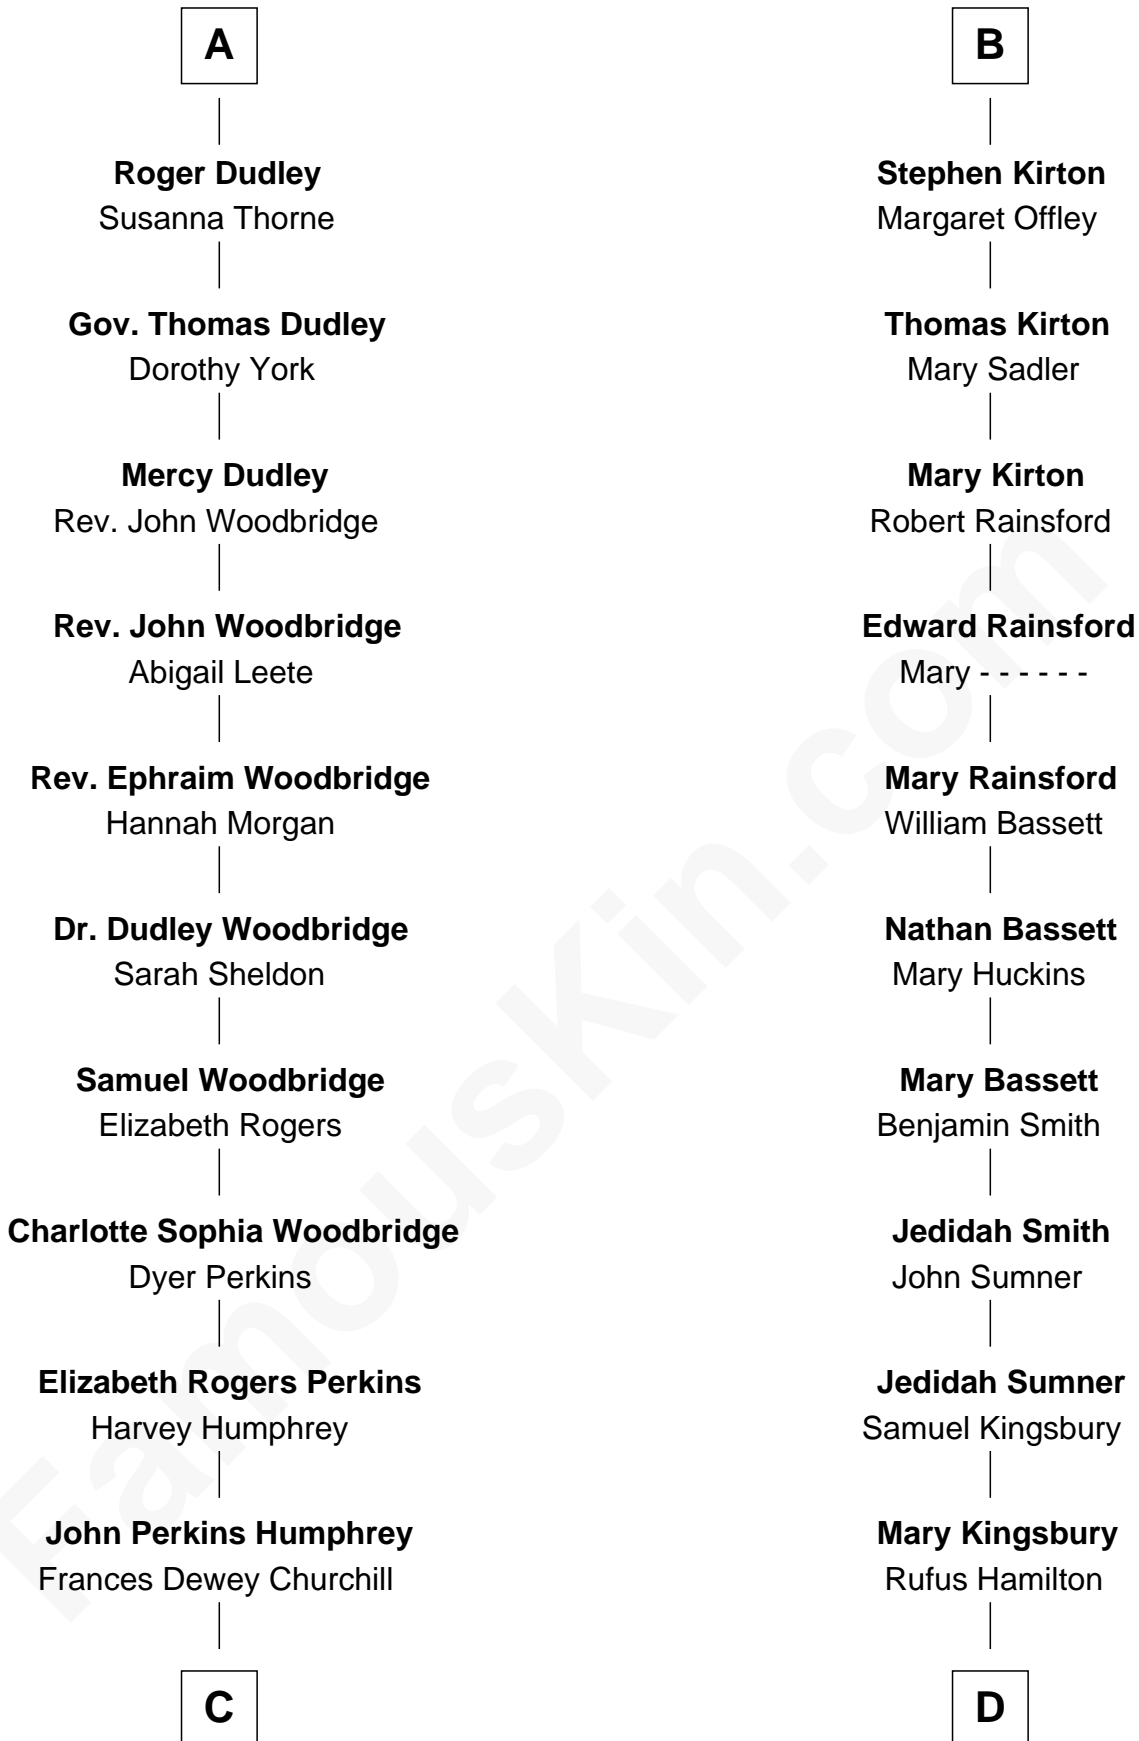 A
Roger Dudley
Susanna Thorne
Gov. Thomas Dudley
Dorothy York
Mercy Dudley
Rev. John Woodbridge
Rev. John Woodbridge
Abigail Leete
Rev. Ephraim Woodbridge
Hannah Morgan
Dr. Dudley Woodbridge
Sarah Sheldon
Samuel Woodbridge
Elizabeth Rogers
Charlotte Sophia Woodbridge
Dyer Perkins
Elizabeth Rogers Perkins
Harvey Humphrey
John Perkins Humphrey
Frances Dewey Churchill
C
B
Stephen Kirton
Margaret Offley
Thomas Kirton
Mary Sadler
Mary Kirton
Robert Rainsford
Edward Rainsford
Mary - - - - - -
Mary Rainsford
William Bassett
Nathan Bassett
Mary Huckins
Mary Bassett
Benjamin Smith
Jedidah Smith
John Sumner
Jedidah Sumner
Samuel Kingsbury
Mary Kingsbury
Rufus Hamilton
D
FamousKin.com